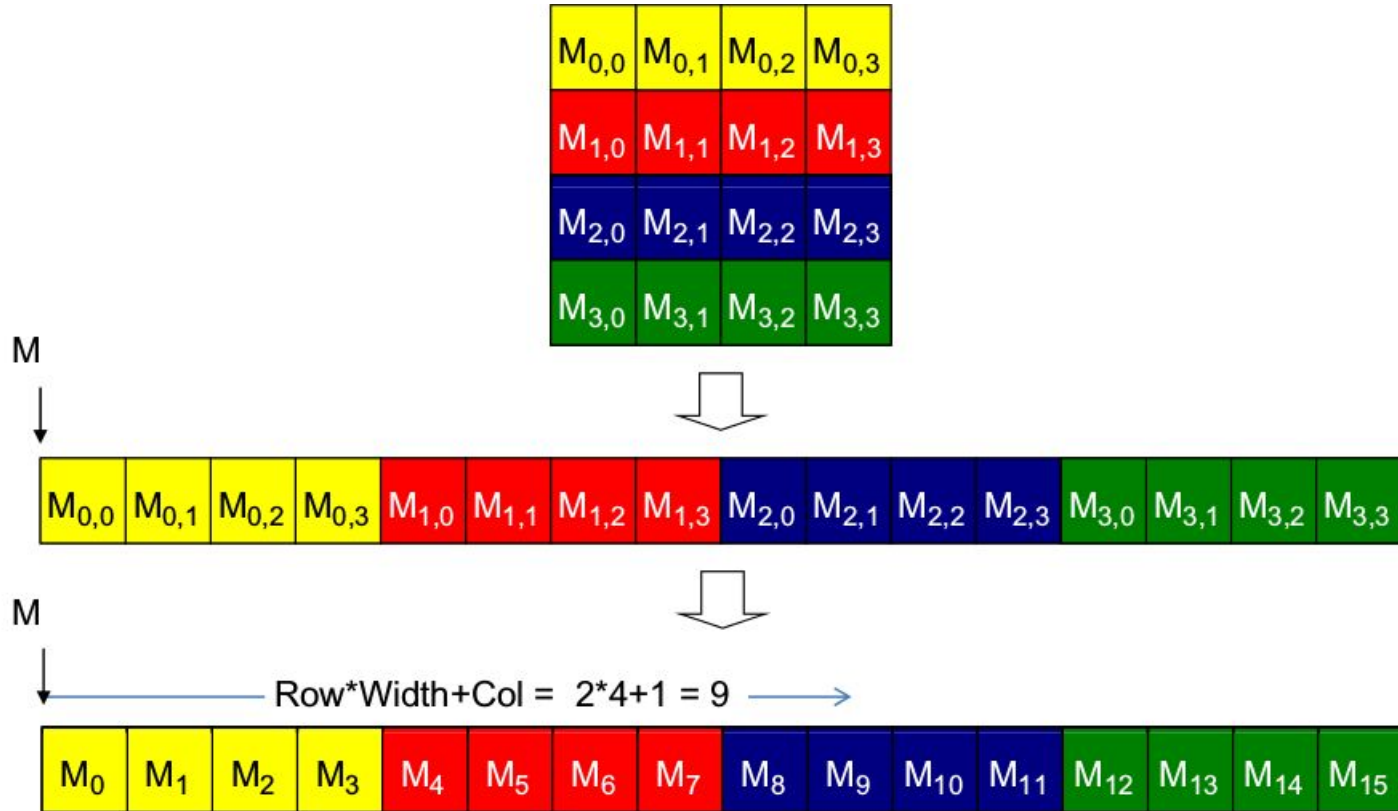 M0,0 M0,1 M0,2 M0,3
M1,0 M1,1 M1,2 M1,3
M2,0 M2,1 M2,2 M2,3
M3,0 M3,1 M3,2 M3,3
M
M0,0 M0,1 M0,2 M0,3 M1,0 M1,1 M1,2 M1,3 M2,0 M2,1 M2,2 M2,3 M3,0 M3,1 M3,2 M3,3
M
Row*Width+Col = 2*4+1 = 9
M0 M1 M2 M3 M4 M5 M6 M7 M8 M9 M10 M11 M12 M13 M14 M15